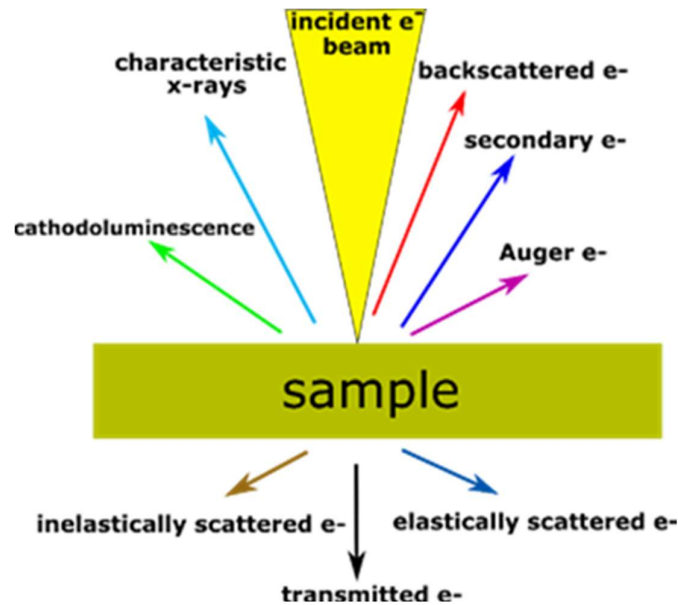 incident e-
beam
characteristic
x-rays
backscattered e-
secondary e-
cathodoluminescence
Auger e-
sample
inelastically scattered e-
elastically scattered e-
transmitted e-